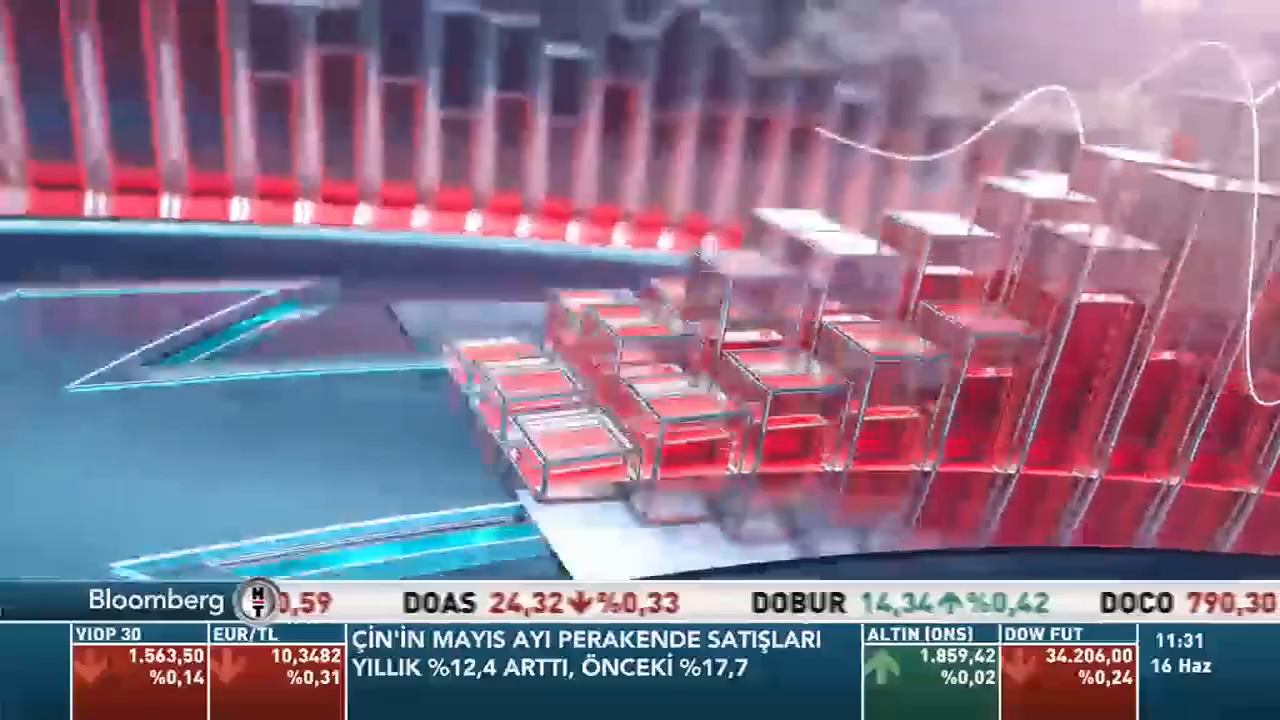 Bloomberg HT 0,59 DOAS 24,32 %0,33 DOBUR 14,34 %0,42 DOCO 790,30
VIOP 30
1.563,50
%0,14
EUR/TL
10,3482
%0,31
ÇİN'İN MAYIS AYI PERAKENDE SATIŞLARI
YILLIK %12,4 ARTTI, ÖNCEKİ %17,7
ALTIN (ONS)
1.859,42
%0,02
DOW FUT
34.206,00
%0,24
11:31
16 Haz